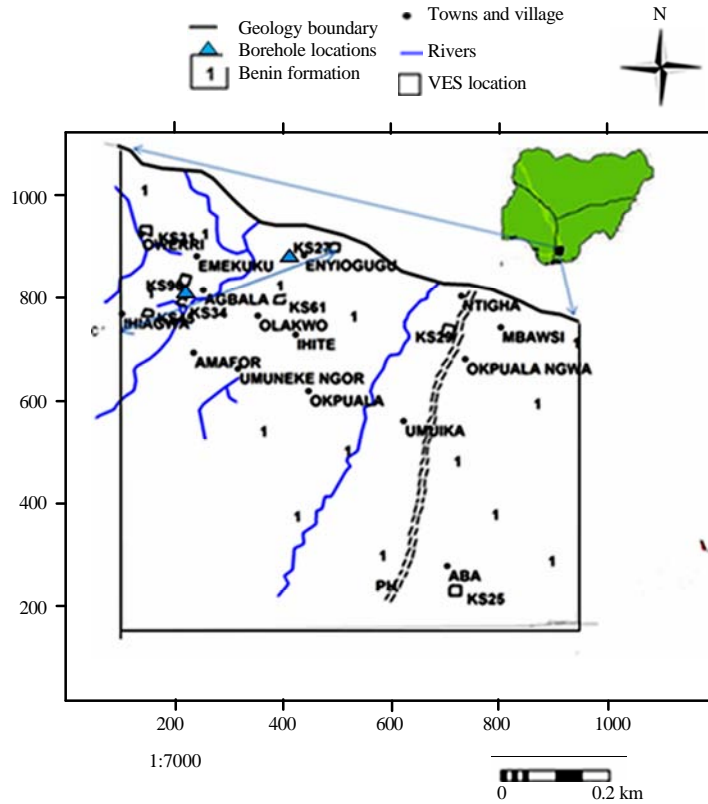 Geology boundary
Borehole locations
1 Benin formation
Towns and village
Rivers
VES location
N
1000
800
600
400
200
1
1
KS31
OWERRI
EMEKUKU
KS27
ENYIOGUGU
KS90
1
AGBALA
1
KS61
KS34
IHIAGWA
OLAKWO
1
IHITE
NTIGHA
KS29
MBAWSI
1
AMAFOR
UMUNEKE NGOR
OKPUALA NGWA
OKPUALA
1
UMUIKA
1
1
1
1
1
1
1
PH
ABA
KS25
200
400
600
800
1000
1:7000
0
0.2 km